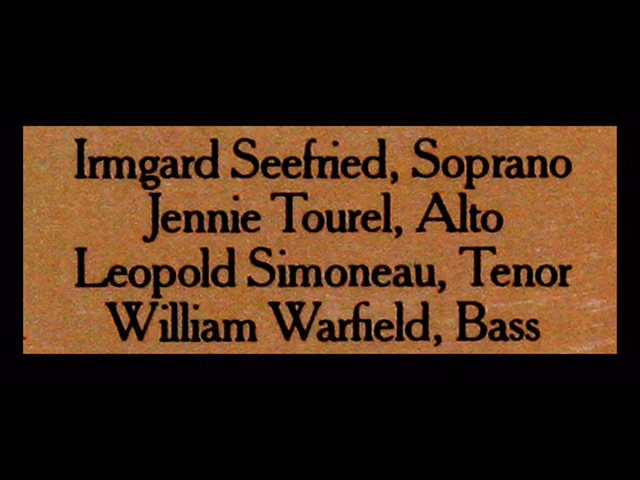 Irmgard Seefried, Soprano
Jennie Tourel, Alto
Leopold Simoneau, Tenor
William Warfield, Bass